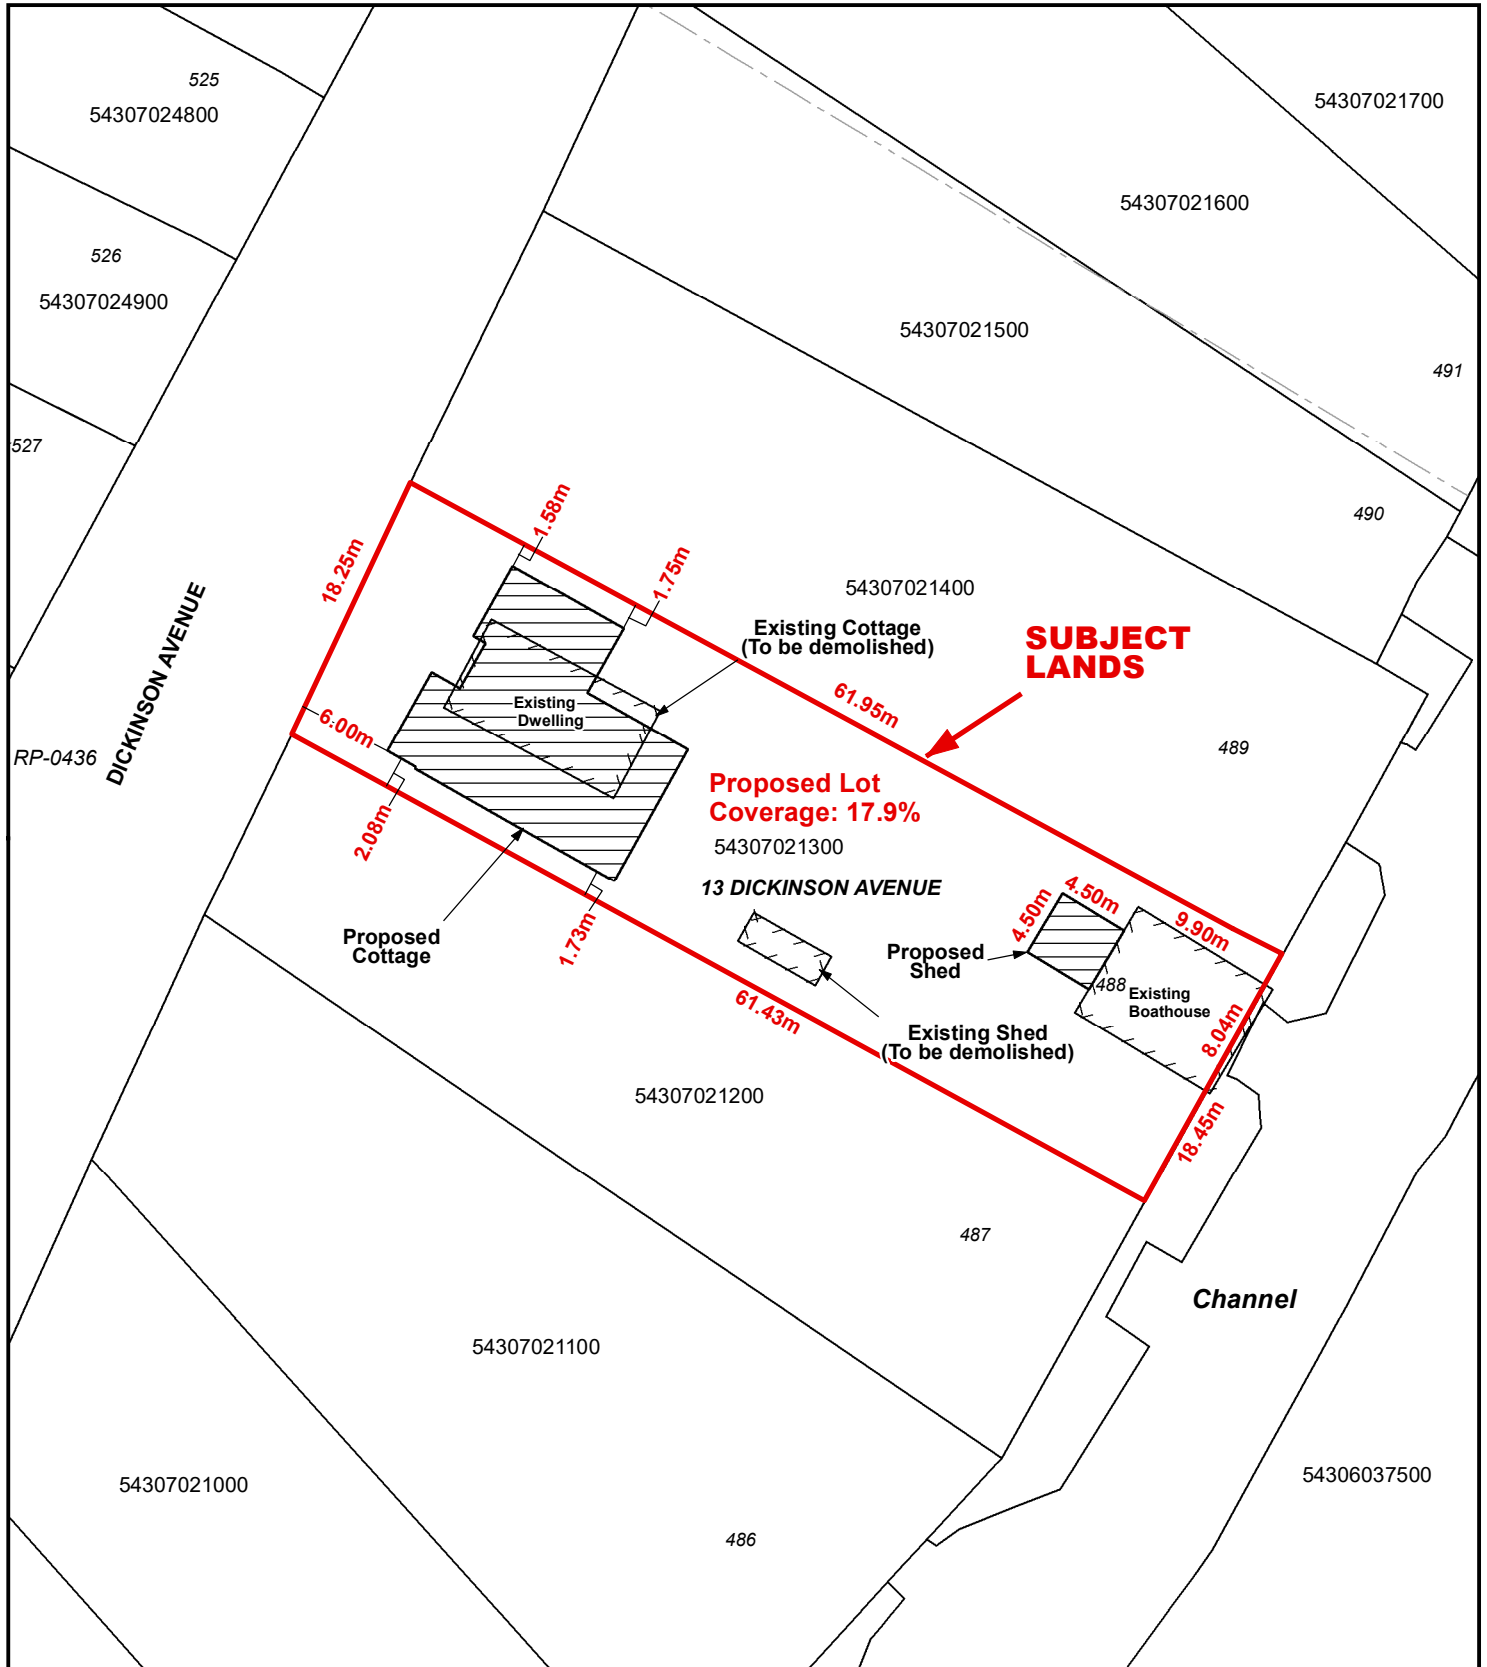 525
54307024800
54307021700
54307021600
526
54307024900
54307021500
491
527
490
1.58m
1.75m
18.25m
54307021400
Existing Cottage
(To be demolished)
SUBJECT
LANDS
DICKINSON AVENUE
61.95m
Existing
Dwelling
6.00m
489
RP-0436
Proposed Lot
Coverage: 17.9%
2.08m
54307021300
13 DICKINSON AVENUE
4.50m
4.50m
9.90m
Proposed
Cottage
1.73m
Proposed
Shed
488
Existing
Boathouse
61.43m
8.04m
Existing Shed
(To be demolished)
54307021200
18.45m
487
Channel
54307021100
54307021000
54306037500
486